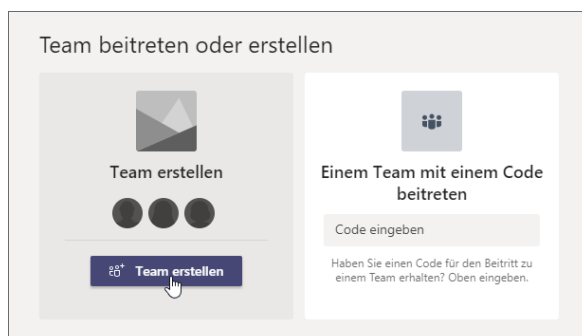 Team beitreten oder erstellen
Team erstellen
Team erstellen
Einem Team mit einem Code
beitreten
Code eingeben
Haben Sie einen Code für den Beitritt zu
einem Team erhalten? Oben eingeben.